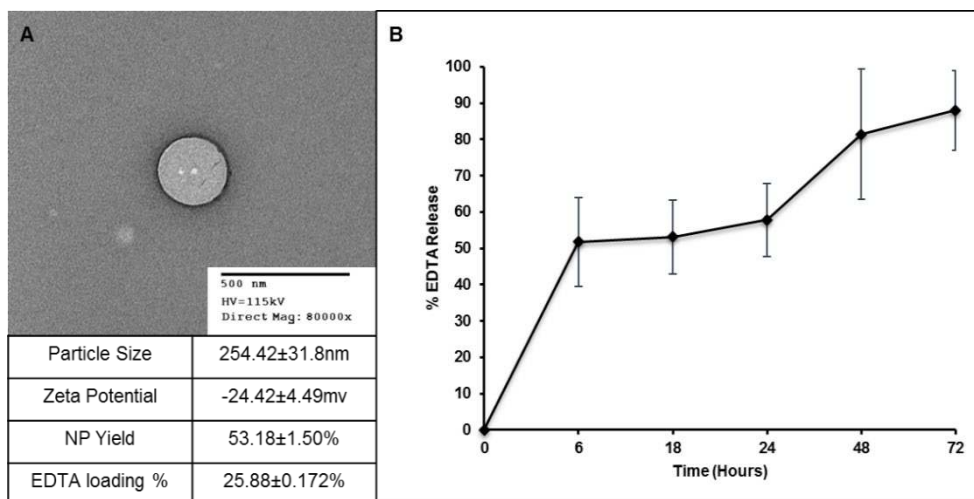 A
500 nm
HV=115kV
Direct Mag: 80000x
Particle Size 254.42±31.8nm
Zeta Potential -24.42±4.49mv
NP Yield 53.18±1.50%
EDTA loading % 25.88±0.172%
B
% EDTA Release
100
90
80
70
60
50
40
30
20
10
0
0 6 18 24 48 72
Time (Hours)